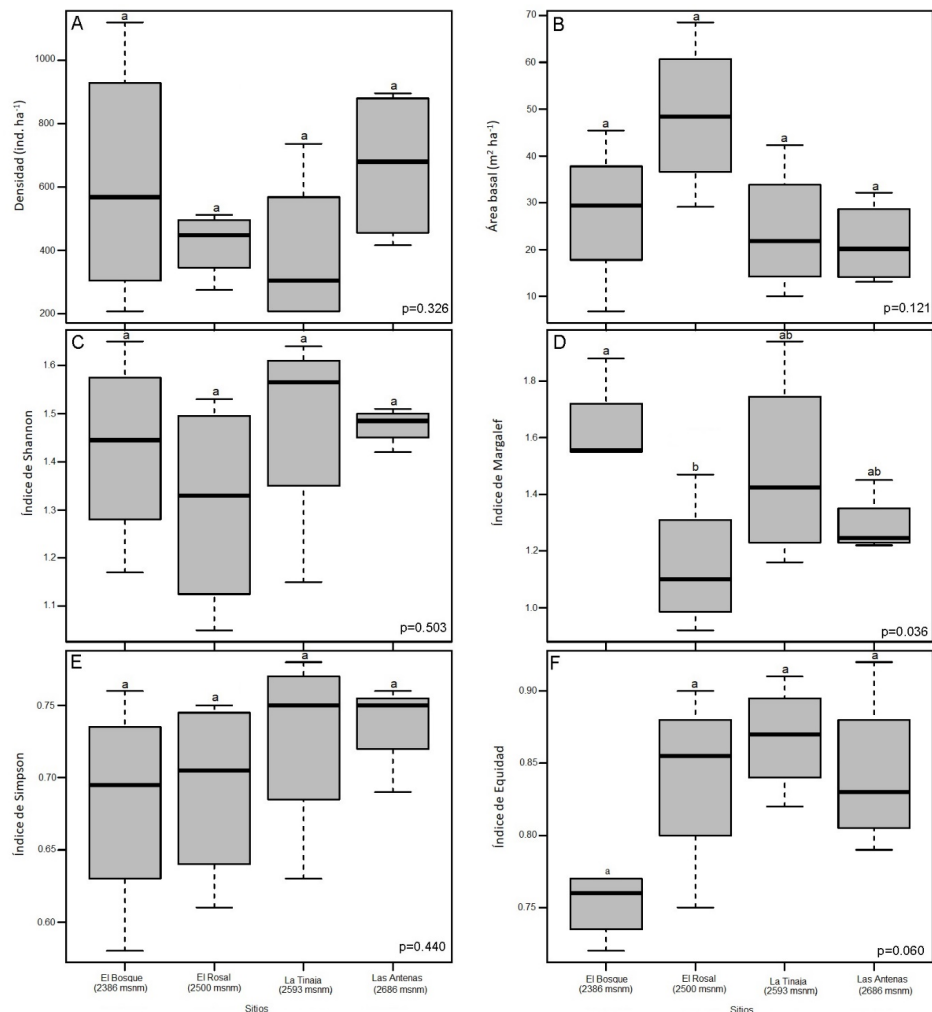 A
a
a
a
a
Densidad (ind. ha⁻¹)
1000
800
600
400
200
p=0.326
B
a
a
a
a
Área basal (m² ha⁻¹)
70
60
50
40
30
20
10
p=0.121
C
a
a
a
a
Índice de Shannon
1.6
1.5
1.4
1.3
1.2
1.1
p=0.503
D
a
b
ab
ab
Índice de Margalef
1.8
1.6
1.4
1.2
1.0
p=0.036
E
a
a
a
a
Índice de Simpson
0.75
0.70
0.65
0.60
p=0.440
El Bosque
(2386 msnm)
El Rosal
(2500 msnm)
La Tinaja
(2593 msnm)
Las Antenas
(2686 msnm)
Sitios
F
a
a
a
a
Índice de Equidad
0.90
0.85
0.80
0.75
p=0.060
El Bosque
(2386 msnm)
El Rosal
(2500 msnm)
La Tinaja
(2593 msnm)
Las Antenas
(2686 msnm)
Sitios